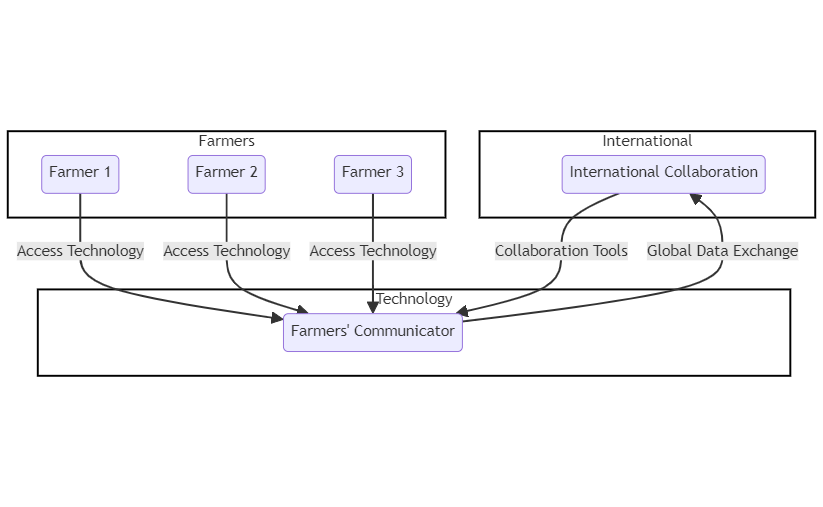 Farmers
International
Farmer 1
Farmer 2
Farmer 3
International Collaboration
Access Technology
Access Technology
Access Technology
Collaboration Tools
Global Data Exchange
Technology
Farmers' Communicator